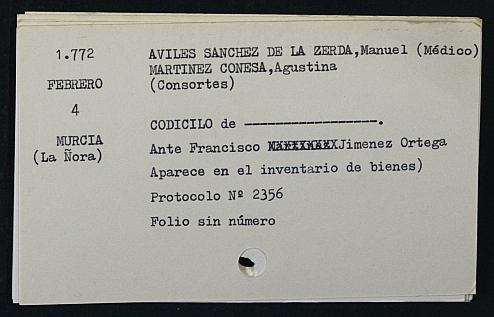 1.772
FEBRERO
4
MURCIA
(La Ñora)
AVILES SANCHEZ DE LA ZERDA,Manuel (Médico)
MARTINEZ CONESA,Agustina
(Consortes)
CODICILO de ------------------.
Ante Francisco Jimenez Ortega
Aparece en el inventario de bienes)
Protocolo Nº 2356
Folio sin número